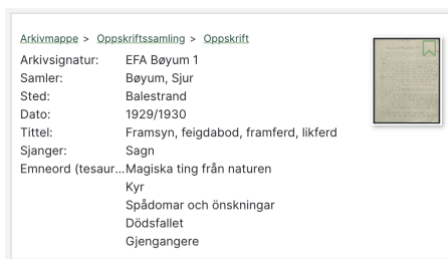 Arkivmappe > Oppskriftssamling > Oppskrift
Arkivsignatur: EFA Bøyum 1
Samler: Bøyum, Sjur
Sted: Balestrand
Dato: 1929/1930
Tittel: Framsyn, feigdabod, framferd, likferd
Sjanger: Sagn
Emneord (tesaur... Magiska ting från naturen
Kyr
Spådomar och önskningar
Dödsfallet
Gjengangere